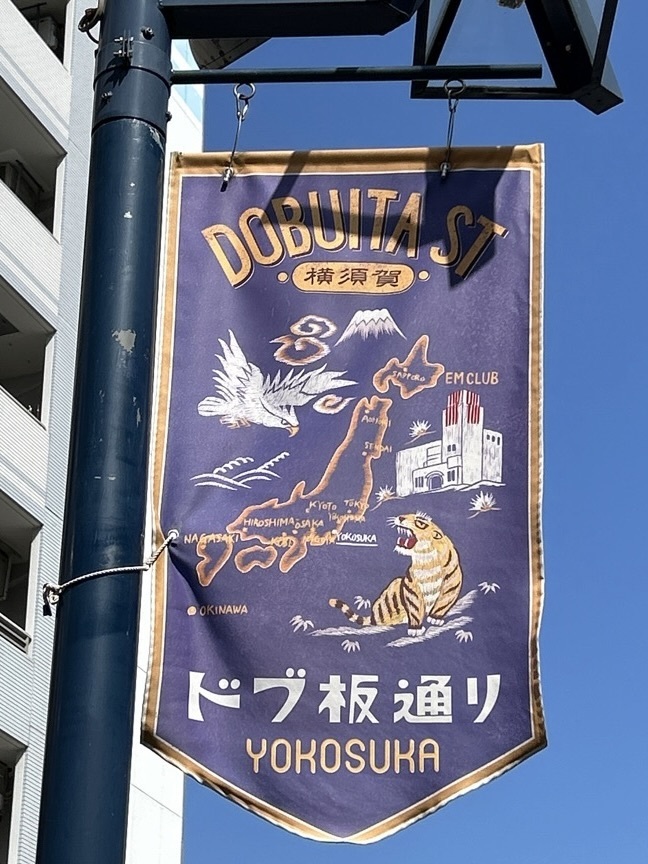 DOBUITA ST
横須賀
SAPPORO
EM CLUB
AOMORI
SENDAI
KYOTO TOKYO
HIROSHIMA OSAKA
NAGASAKI YOKOSUKA
OKINAWA
ドブ板通り
YOKOSUKA